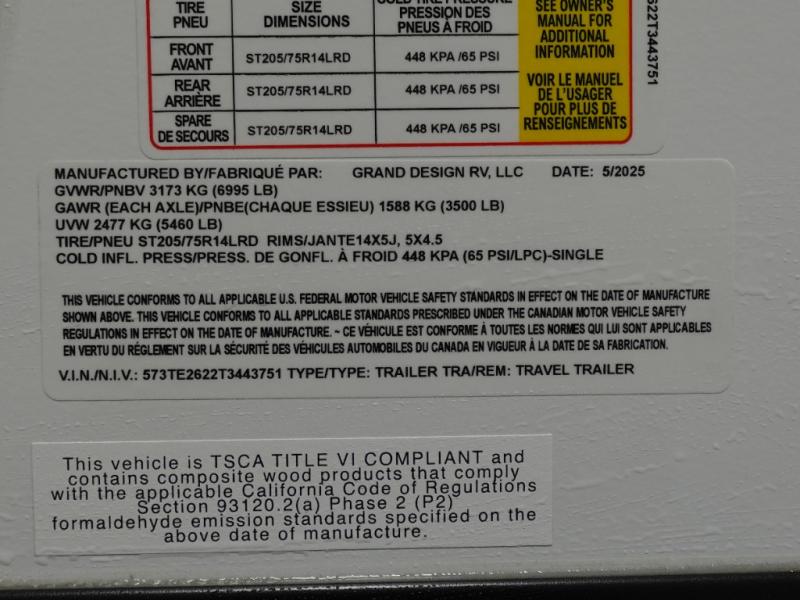 TIRE SIZE COLD TIRE PRESSURE SEE OWNER'S
PNEU DIMENSIONS PRESSION DES MANUAL FOR
PNEUS À FROID ADDITIONAL
INFORMATION
FRONT
AVANT ST205/75R14LRD 448 KPA /65 PSI
REAR
ARRIÈRE ST205/75R14LRD 448 KPA /65 PSI
SPARE
DE SECOURS ST205/75R14LRD 448 KPA /65 PSI
VOIR LE MANUEL
DE L'USAGER
POUR PLUS DE
RENSEIGNEMENTS
622T3443751
MANUFACTURED BY/FABRIQUÉ PAR: GRAND DESIGN RV, LLC DATE: 5/2025
GVWR/PNBV 3173 KG (6995 LB)
GAWR (EACH AXLE)/PNBE(CHAQUE ESSIEU) 1588 KG (3500 LB)
UVW 2477 KG (5460 LB)
TIRE/PNEU ST205/75R14LRD RIMS/JANTE14X5J, 5X4.5
COLD INFL. PRESS/PRESS. DE GONFL. À FROID 448 KPA (65 PSI/LPC)-SINGLE
THIS VEHICLE CONFORMS TO ALL APPLICABLE U.S. FEDERAL MOTOR VEHICLE SAFETY STANDARDS IN EFFECT ON THE DATE OF MANUFACTURE
SHOWN ABOVE. THIS VEHICLE CONFORMS TO ALL APPLICABLE STANDARDS PRESCRIBED UNDER THE CANADIAN MOTOR VEHICLE SAFETY
REGULATIONS IN EFFECT ON THE DATE OF MANUFACTURE. ~ CE VÉHICULE EST CONFORME À TOUTES LES NORMES QUI LUI SONT APPLICABLES
EN VERTU DU RÉGLEMENT SUR LA SÉCURITÉ DES VÉHICULES AUTOMOBILES DU CANADA EN VIGUEUR À LA DATE DE SA FABRICATION.
V.I.N./N.I.V.: 573TE2622T3443751 TYPE/TYPE: TRAILER TRA/REM: TRAVEL TRAILER
This vehicle is TSCA TITLE VI COMPLIANT and
contains composite wood products that comply
with the applicable California Code of Regulations
Section 93120.2(a) Phase 2 (P2)
formaldehyde emission standards specified on the
above date of manufacture.